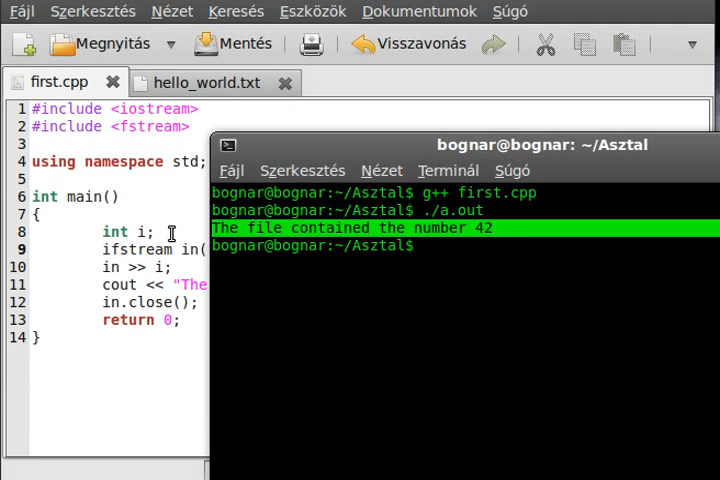 Fájl Szerkesztés Nézet Keresés Eszközök Dokumentumok Súgó
Megnyitás Mentés Visszavonás
first.cpp hello_world.txt
1 #include <iostream>
2 #include <fstream>
3
4 using namespace std;
5
6 int main()
7 {
8 int i;
9 ifstream in(
10 in >> i;
11 cout << "The
12 in.close();
13 return 0;
14 }
bognar@bognar: ~/Asztal
Fájl Szerkesztés Nézet Terminál Súgó
bognar@bognar:~/Asztal$ g++ first.cpp
bognar@bognar:~/Asztal$ ./a.out
The file contained the number 42
bognar@bognar:~/Asztal$